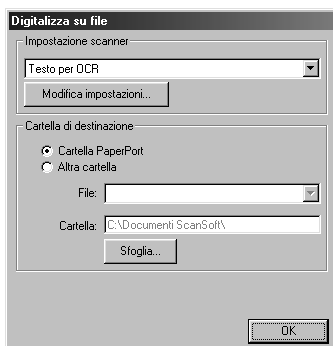 Digitalizza su file
Impostazione scanner
Testo per OCR
Modifica impostazioni...
Cartella di destinazione
Cartella PaperPort
Altra cartella
File:
Cartella: C:\Documenti ScanSoft\
Sfoglia...
OK